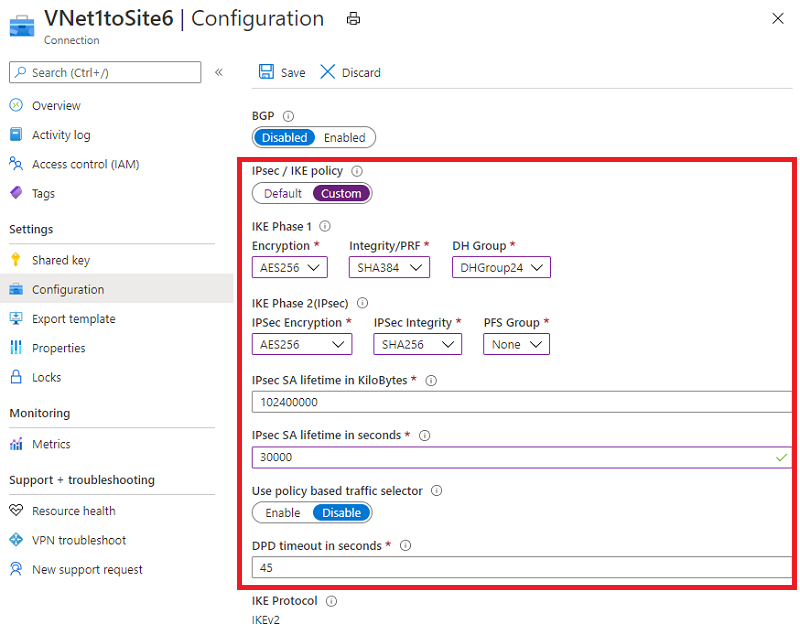 VNet1toSite6 | Configuration
Connection
Search (Ctrl+/)
«
Overview
Activity log
Access control (IAM)
Tags
Settings
Shared key
Configuration
Export template
Properties
Locks
Monitoring
Metrics
Support + troubleshooting
Resource health
VPN troubleshoot
New support request
Save Discard
BGP
Disabled Enabled
IPsec / IKE policy
Default Custom
IKE Phase 1
Encryption * Integrity/PRF * DH Group *
AES256 SHA384 DHGroup24
IKE Phase 2(IPsec)
IPSec Encryption * IPSec Integrity * PFS Group *
AES256 SHA256 None
IPsec SA lifetime in KiloBytes *
102400000
IPsec SA lifetime in seconds *
30000
Use policy based traffic selector
Enable Disable
DPD timeout in seconds *
45
IKE Protocol
IKEv2